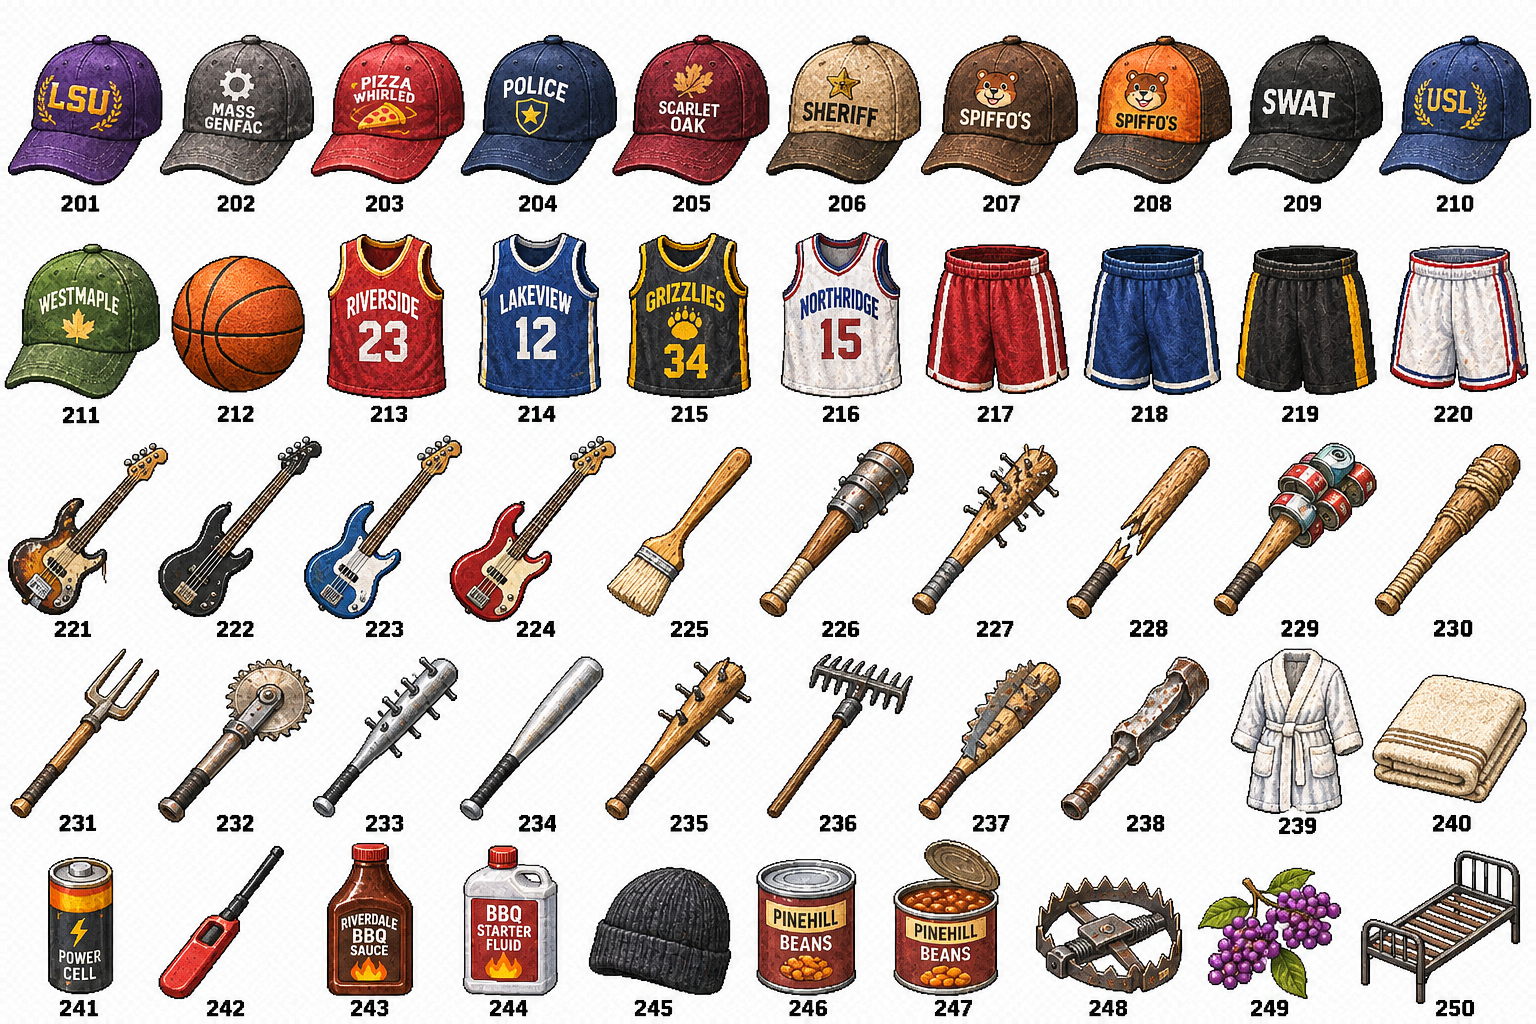 LSU
MASS
GENFAC
PIZZA
WHIRLED
POLICE
SCARLET
OAK
SHERIFF
SPIFFO'S
SPIFFO'S
SWAT
USL
201
202
203
204
205
206
207
208
209
210
WESTMAPLE
RIVERSIDE
23
LAKEVIEW
12
GRIZZLIES
34
NORTHRIDGE
15
211
212
213
214
215
216
217
218
219
220
221
222
223
224
225
226
227
228
229
230
231
232
233
234
235
236
237
238
239
240
POWER
CELL
RIVERDALE
BBQ
SAUCE
BBQ
STARTER
FLUID
PINEHILL
BEANS
PINEHILL
BEANS
241
242
243
244
245
246
247
248
249
250